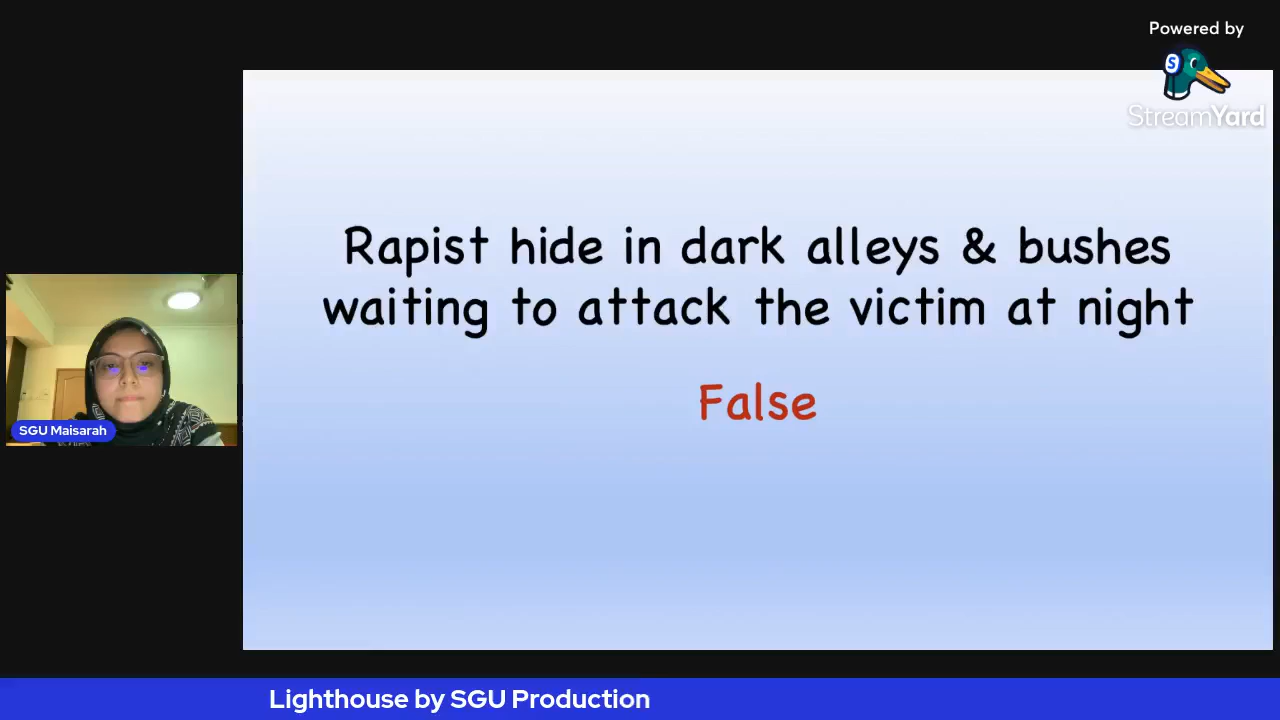 Powered by
S
StreamYard
Rapist hide in dark alleys & bushes
waiting to attack the victim at night
False
SGU Maisarah
Lighthouse by SGU Production